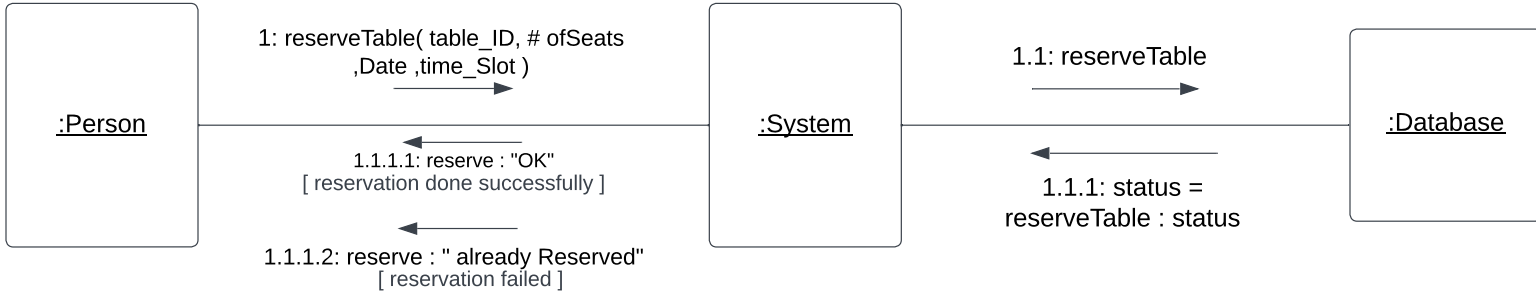 :Person
1: reserveTable( table_ID, # ofSeats
,Date ,time_Slot )
1.1.1.1: reserve : "OK"
[ reservation done successfully ]
1.1.1.2: reserve : " already Reserved"
[ reservation failed ]
:System
1.1: reserveTable
1.1.1: status =
reserveTable : status
:Database